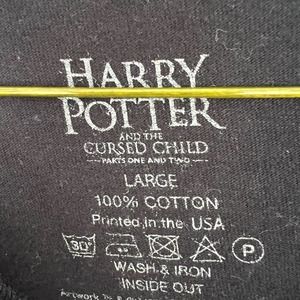 HARRY
POTTER
AND THE
CURSED CHILD
PARTS ONE AND TWO
LARGE
100% COTTON
Printed in the USA
30°
P
WASH & IRON
INSIDE OUT
Artwork